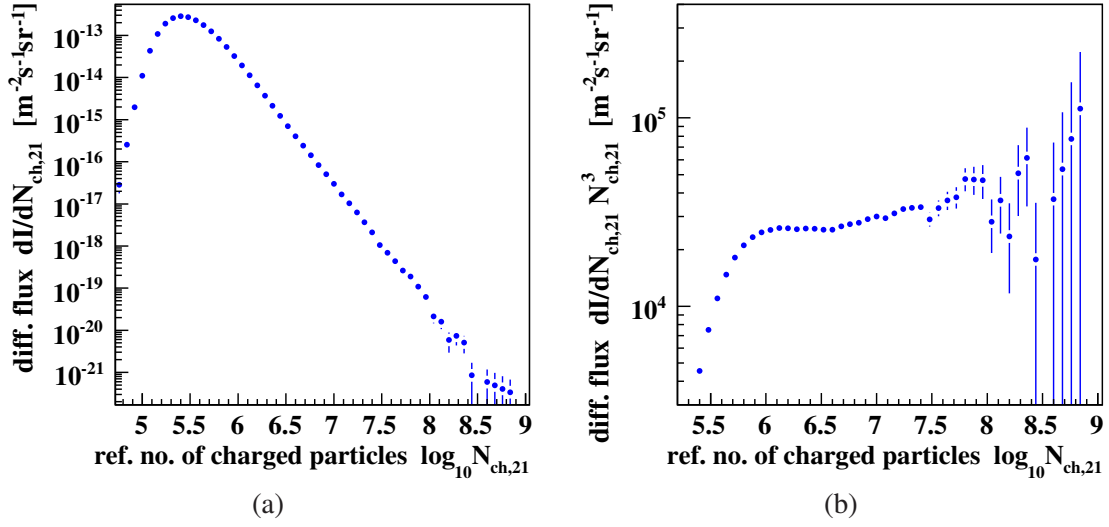 diff. flux dI/dN_ch,21 [m^-2 s^-1 sr^-1]
10^-13
10^-14
10^-15
10^-16
10^-17
10^-18
10^-19
10^-20
10^-21
5 5.5 6 6.5 7 7.5 8 8.5 9
ref. no. of charged particles log_10 N_ch,21
(a)
diff. flux dI/dN_ch,21 N^3_ch,21 [m^-2 s^-1 sr^-1]
10^5
10^4
5.5 6 6.5 7 7.5 8 8.5 9
ref. no. of charged particles log_10 N_ch,21
(b)